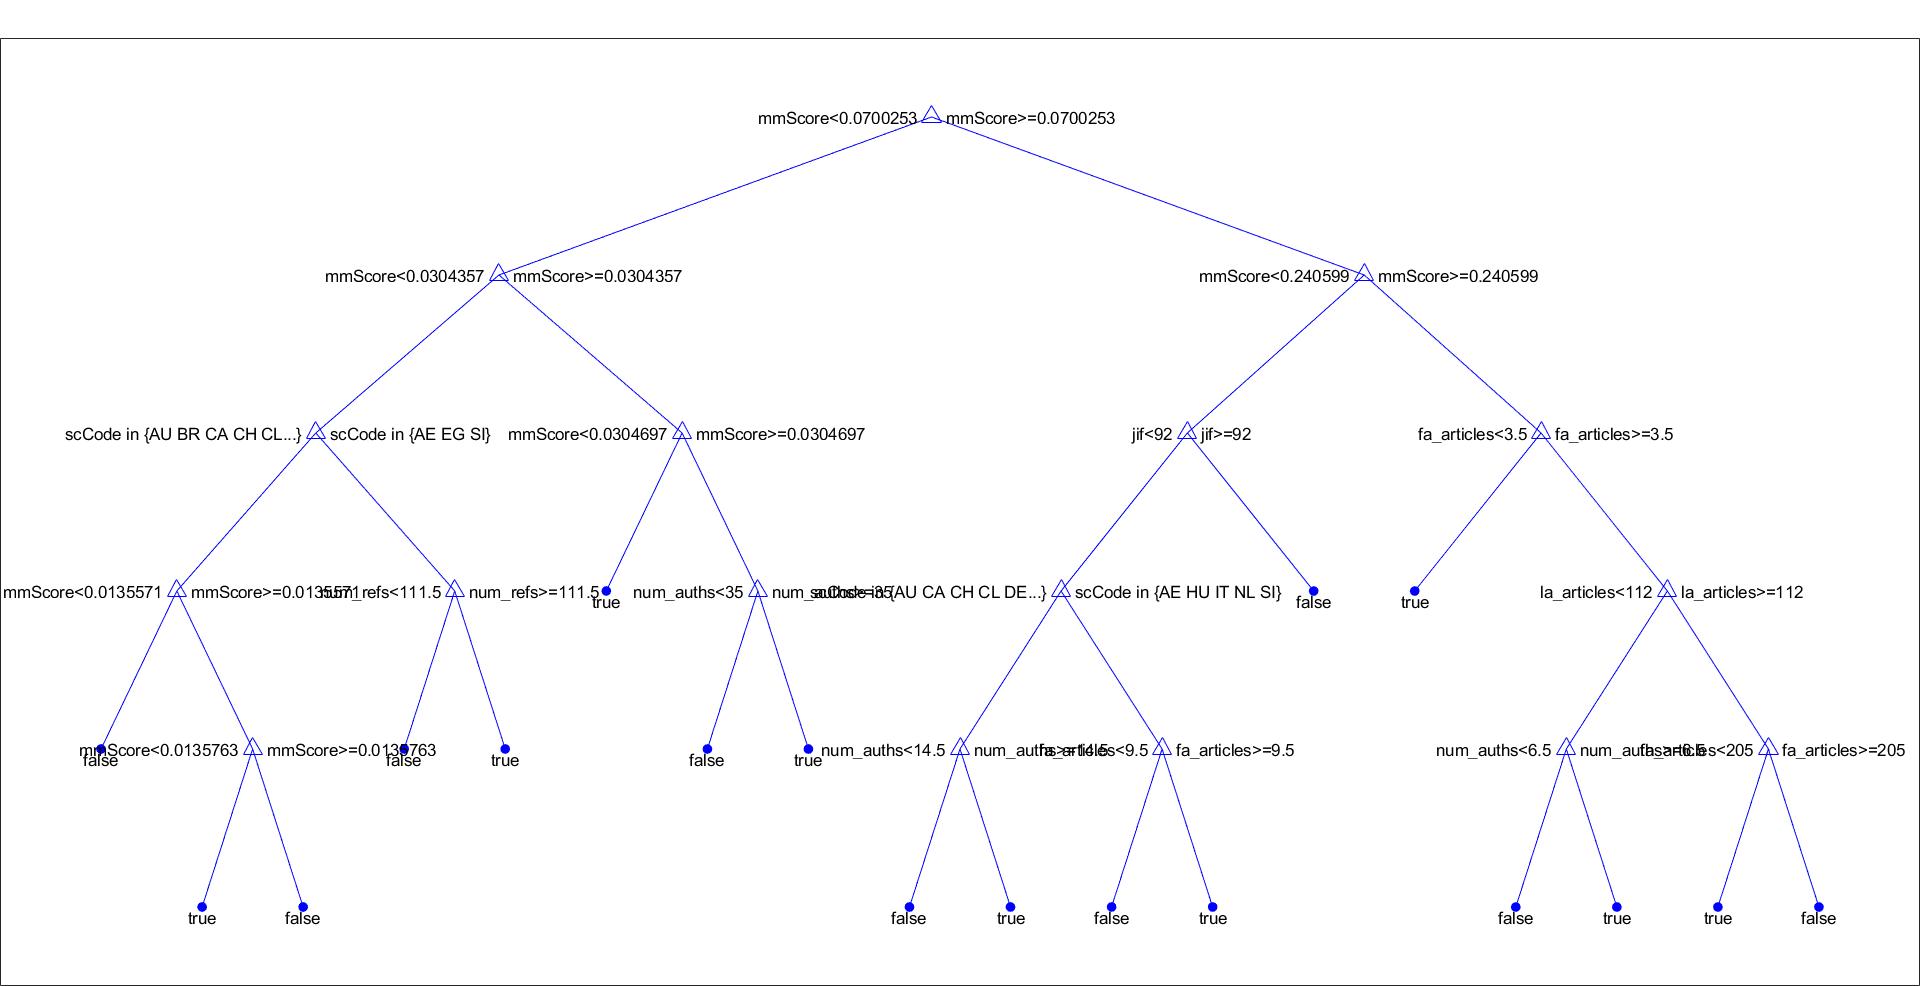 mmScore<0.0700253 mmScore>=0.0700253
mmScore<0.0304357 mmScore>=0.0304357 mmScore<0.240599 mmScore>=0.240599
scCode in {AU BR CA CH CL...} scCode in {AE EG SI} mmScore<0.0304697 mmScore>=0.0304697 jif<92 jif>=92 fa_articles<3.5 fa_articles>=3.5
mmScore<0.0135571 mmScore>=0.0135571 num_refs<111.5 num_refs>=111.5 num_auths<35 num_auths>=35 scCode in {AU CA CH CL DE...} scCode in {AE HU IT NL SI} la_articles<112 la_articles>=112
true false true
mmScore<0.0135763 mmScore>=0.0135763 num_auths<14.5 num_auths>=14.5 fa_articles<9.5 fa_articles>=9.5 num_auths<6.5 num_auths>=6.5 fa_articles<205 fa_articles>=205
false false true false true
true false false true false true false true true false